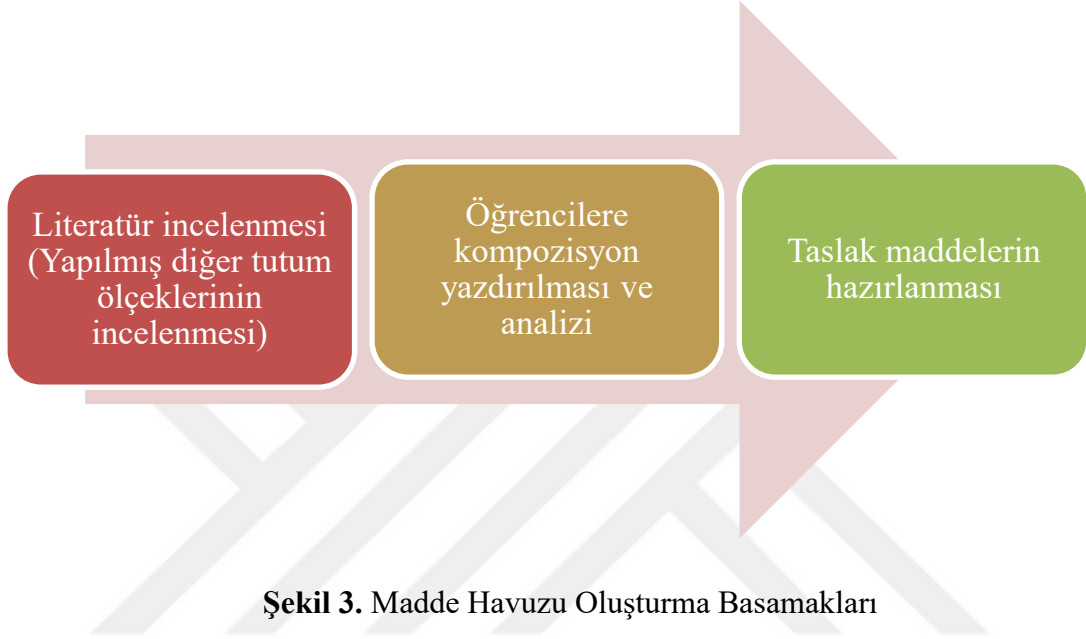 Literatür incelenmesi
(Yapılmış diğer tutum
ölçeklerinin
incelenmesi)
Öğrencilere
kompozisyon
yazdırılması ve
analizi
Taslak maddelerin
hazırlanması
Şekil 3. Madde Havuzu Oluşturma Basamakları